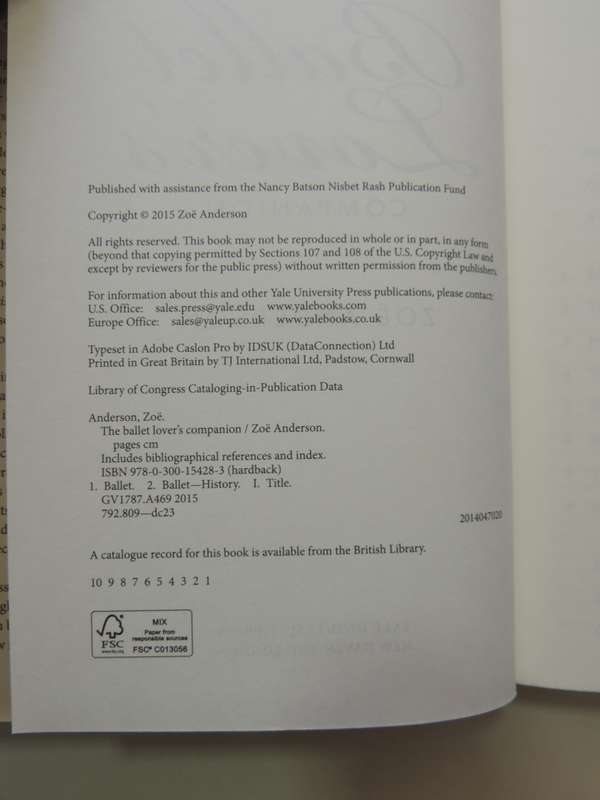 Published with assistance from the Nancy Batson Nisbet Rash Publication Fund
Copyright © 2015 Zoë Anderson
All rights reserved. This book may not be reproduced in whole or in part, in any form
(beyond that copying permitted by Sections 107 and 108 of the U.S. Copyright Law and
except by reviewers for the public press) without written permission from the publishers.
For information about this and other Yale University Press publications, please contact:
U.S. Office: sales.press@yale.edu www.yalebooks.com
Europe Office: sales@yaleup.co.uk www.yalebooks.co.uk
Typeset in Adobe Caslon Pro by IDSUK (DataConnection) Ltd
Printed in Great Britain by TJ International Ltd, Padstow, Cornwall
Library of Congress Cataloging-in-Publication Data
Anderson, Zoë.
The ballet lover's companion / Zoë Anderson.
pages cm
Includes bibliographical references and index.
ISBN 978-0-300-15428-3 (hardback)
1. Ballet. 2. Ballet—History. I. Title.
GV1787.A469 2015
792.809—dc23
2014047020
A catalogue record for this book is available from the British Library.
10 9 8 7 6 5 4 3 2 1
FSC
www.fsc.org
MIX
Paper from
responsible sources
FSC® C013056